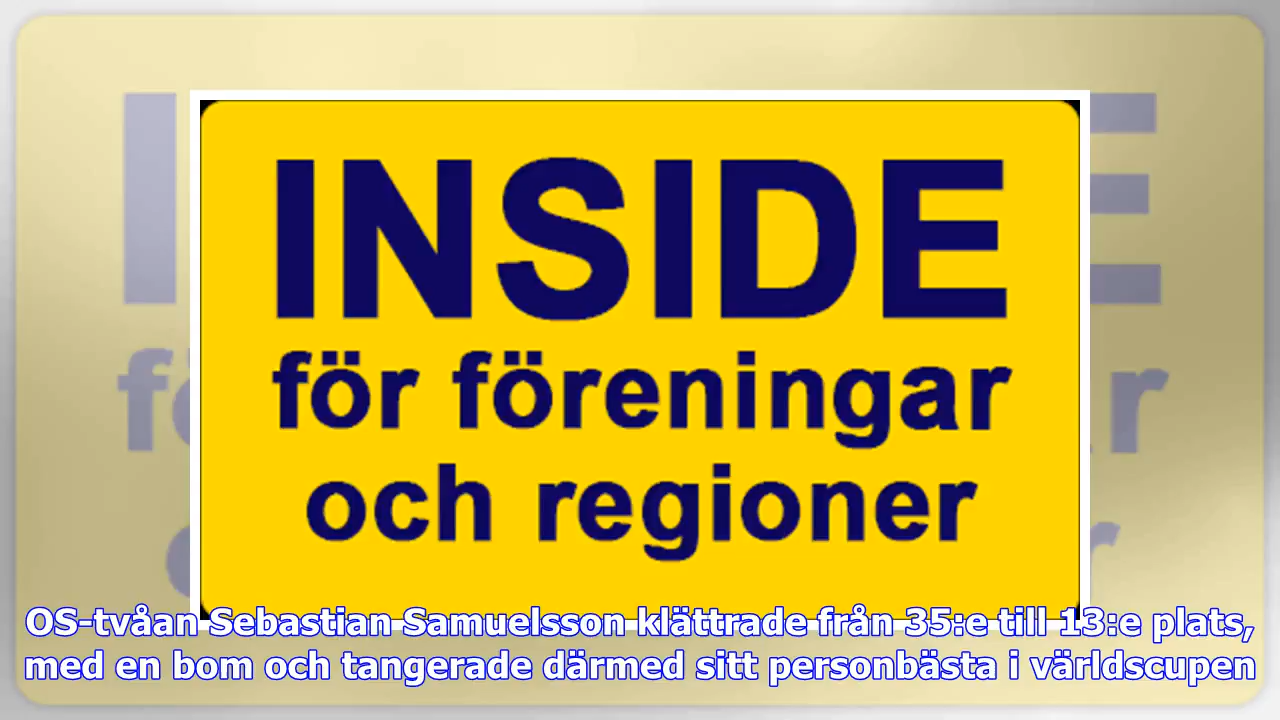 INSIDE
för föreningar
och regioner
OS-tvåan Sebastian Samuelsson klättrade från 35:e till 13:e plats,
med en bom och tangerade därmed sitt personbästa i världscupen